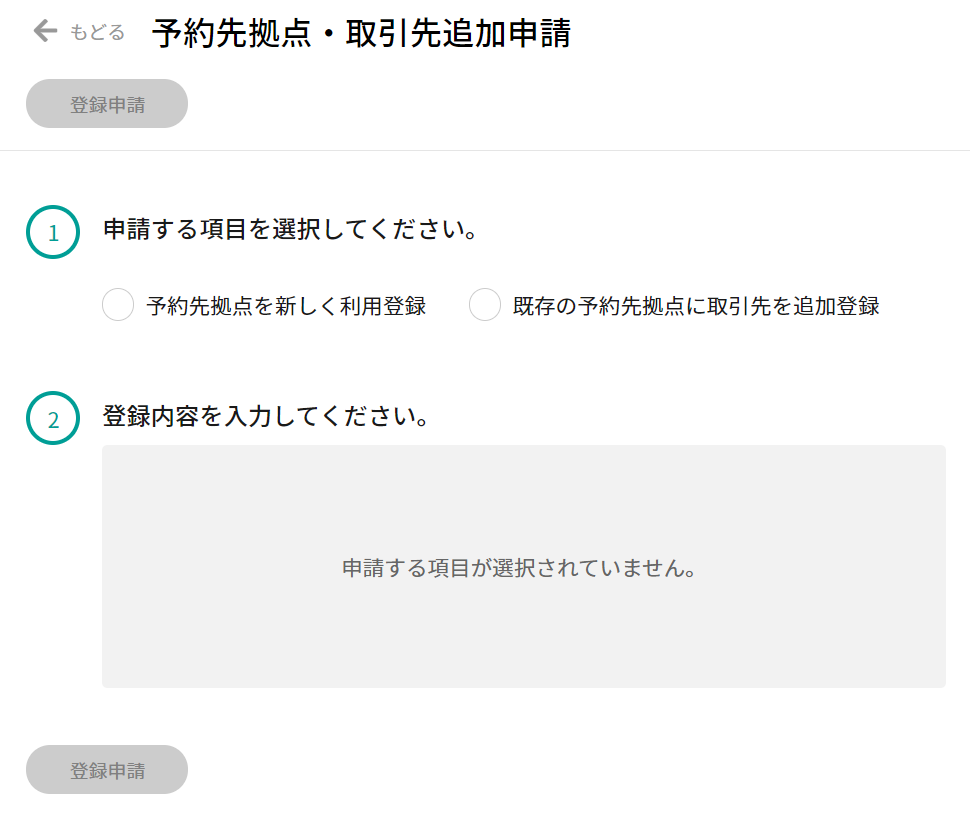 もどる 予約先拠点・取引先追加申請
登録申請
1 申請する項目を選択してください。
予約先拠点を新しく利用登録 既存の予約先拠点に取引先を追加登録
2 登録内容を入力してください。
申請する項目が選択されていません。
登録申請